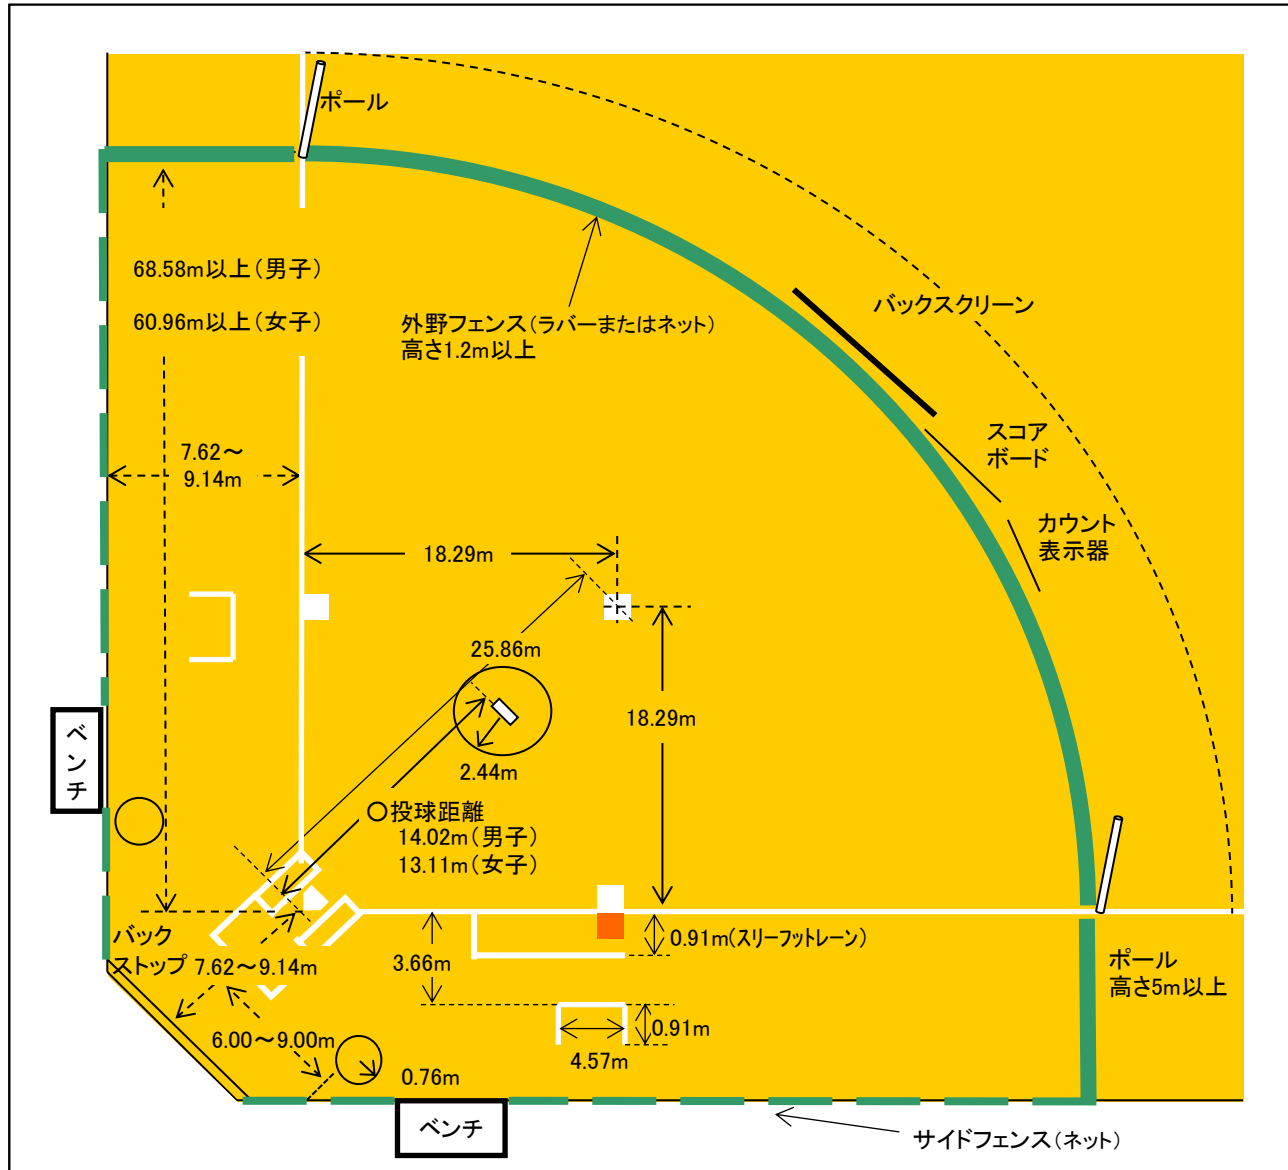 ポール
68.58m以上(男子)
60.96m以上(女子)
外野フェンス(ラバーまたはネット)
高さ1.2m以上
バックスクリーン
スコア
ボード
カウント
表示器
7.62～
9.14m
18.29m
25.86m
18.29m
2.44m
ベンチ
○投球距離
14.02m(男子)
13.11m(女子)
バック
ストップ
7.62～9.14m
3.66m
0.91m(スリーフットレーン)
ポール
高さ5m以上
6.00～9.00m
0.91m
4.57m
0.76m
ベンチ
サイドフェンス(ネット)